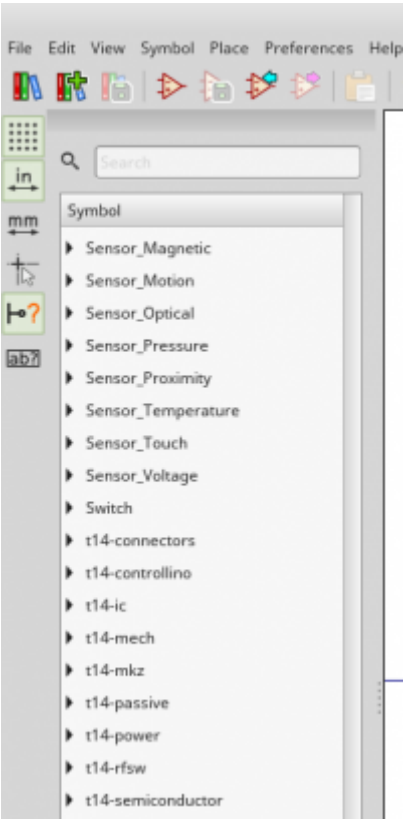 File Edit View Symbol Place Preferences Help
in
mm
?
ab?
Search
Symbol
Sensor_Magnetic
Sensor_Motion
Sensor_Optical
Sensor_Pressure
Sensor_Proximity
Sensor_Temperature
Sensor_Touch
Sensor_Voltage
Switch
t14-connectors
t14-controllino
t14-ic
t14-mech
t14-mkz
t14-passive
t14-power
t14-rfsw
t14-semiconductor